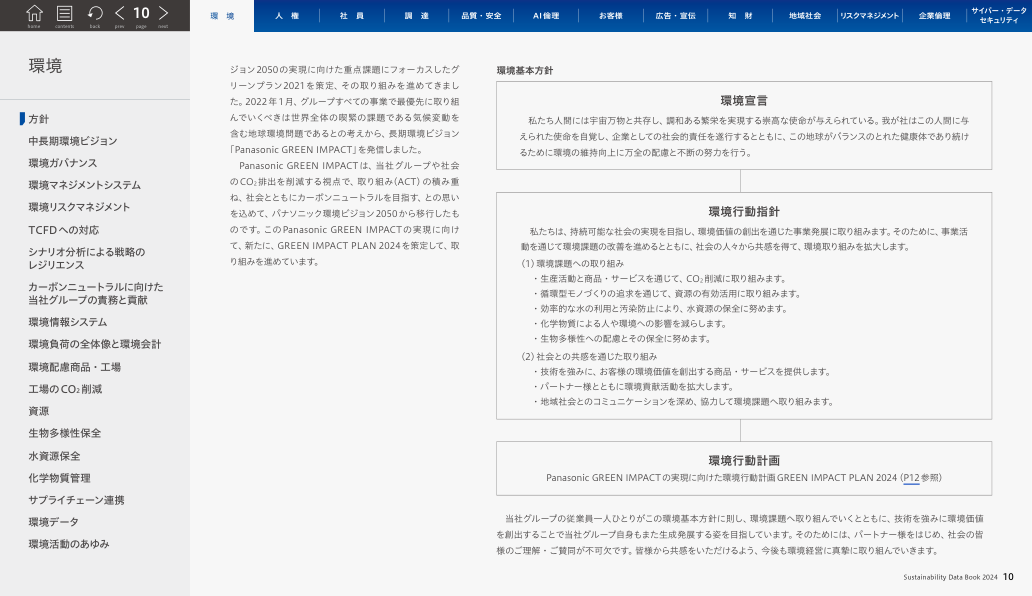 home contents back prev 10 page next
環 境
人 権
社 員
調 達
品質・安全
AI倫理
お客様
広告・宣伝
知 財
地域社会
リスクマネジメント
企業倫理
サイバー・データ
セキュリティ
環境
方針
中長期環境ビジョン
環境ガバナンス
環境マネジメントシステム
環境リスクマネジメント
TCFDへの対応
シナリオ分析による戦略の
レジリエンス
カーボンニュートラルに向けた
当社グループの責務と貢献
環境情報システム
環境負荷の全体像と環境会計
環境配慮商品・工場
工場のCO₂削減
資源
生物多様性保全
水資源保全
化学物質管理
サプライチェーン連携
環境データ
環境活動のあゆみ
ジョン2050の実現に向けた重点課題にフォーカスしたグ
リーンプラン2021を策定、その取り組みを進めてきまし
た。2022年1月、グループすべての事業で最優先に取り組
んでいくべきは世界全体の喫緊の課題である気候変動を
含む地球環境問題であるとの考えから、長期環境ビジョン
「Panasonic GREEN IMPACT」を発信しました。
Panasonic GREEN IMPACTは、当社グループや社会
のCO₂排出を削減する視点で、取り組み（ACT）の積み重
ね、社会とともにカーボンニュートラルを目指す、との思い
を込めて、パナソニック環境ビジョン2050から移行したも
のです。このPanasonic GREEN IMPACTの実現に向け
て、新たに、GREEN IMPACT PLAN 2024を策定して、取
り組みを進めています。
環境基本方針
環境宣言
私たち人間には宇宙万物と共存し、調和ある繁栄を実現する崇高な使命が与えられている。我が社はこの人間に与
えられた使命を自覚し、企業としての社会的責任を遂行するとともに、この地球がバランスのとれた健康体であり続け
るために環境の維持向上に万全の配慮と不断の努力を行う。
環境行動指針
私たちは、持続可能な社会の実現を目指し、環境価値の創出を通じた事業発展に取り組みます。そのために、事業活
動を通じて環境課題の改善を進めるとともに、社会の人々から共感を得て、環境取り組みを拡大します。
（1）環境課題への取り組み
・生産活動と商品・サービスを通じて、CO₂削減に取り組みます。
・循環型モノづくりの追求を通じて、資源の有効活用に取り組みます。
・効率的な水の利用と汚染防止により、水資源の保全に努めます。
・化学物質による人や環境への影響を減らします。
・生物多様性への配慮とその保全に努めます。
（2）社会との共感を通じた取り組み
・技術を強みに、お客様の環境価値を創出する商品・サービスを提供します。
・パートナー様とともに環境貢献活動を拡大します。
・地域社会とのコミュニケーションを深め、協力して環境課題へ取り組みます。
環境行動計画
Panasonic GREEN IMPACTの実現に向けた環境行動計画GREEN IMPACT PLAN 2024（P12参照）
当社グループの従業員一人ひとりがこの環境基本方針に則し、環境課題へ取り組んでいくとともに、技術を強みに環境価値
を創出することで当社グループ自身もまた生成発展する姿を目指しています。そのためには、パートナー様をはじめ、社会の皆
様のご理解・ご賛同が不可欠です。皆様から共感をいただけるよう、今後も環境経営に真摯に取り組んでいきます。
Sustainability Data Book 2024 10